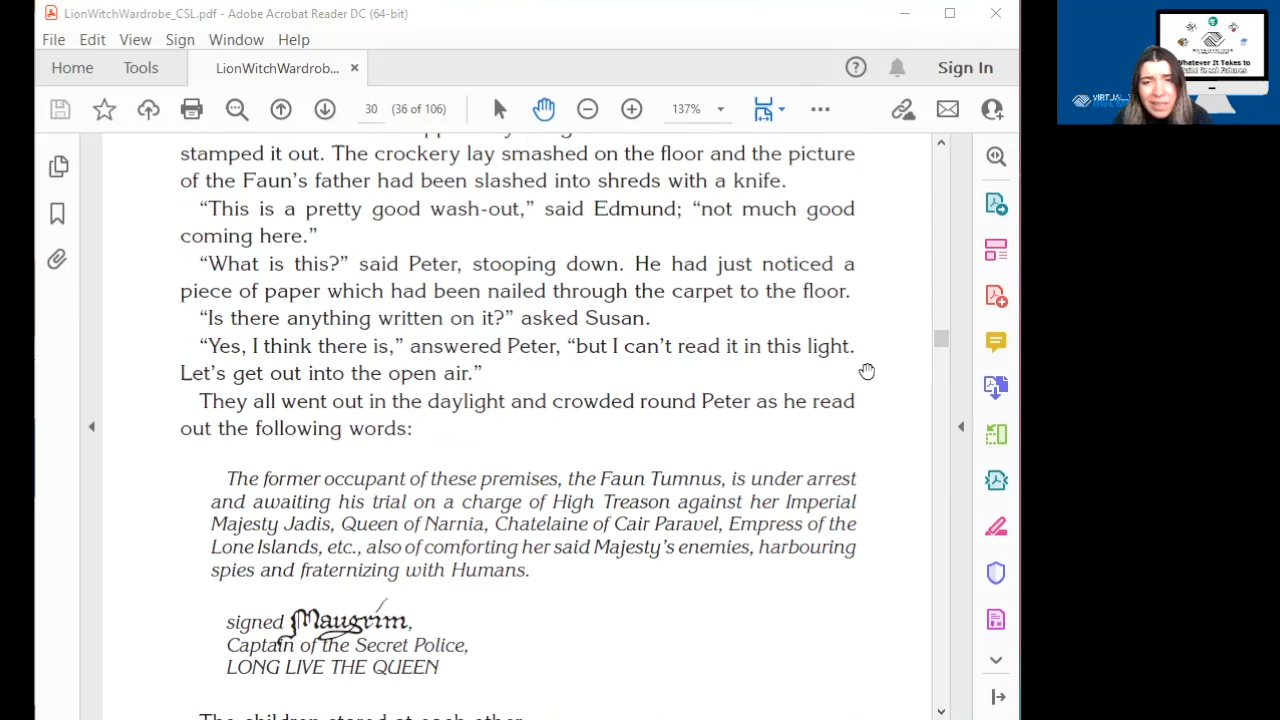 LionWitchWardrobe_CSL.pdf - Adobe Acrobat Reader DC (64-bit)
File Edit View Sign Window Help
Home Tools LionWitchWardrob... × Sign In
30 (36 of 106) 137%
stamped it out. The crockery lay smashed on the floor and the picture
of the Faun’s father had been slashed into shreds with a knife.
“This is a pretty good wash-out,” said Edmund; “not much good
coming here.”
“What is this?” said Peter, stooping down. He had just noticed a
piece of paper which had been nailed through the carpet to the floor.
“Is there anything written on it?” asked Susan.
“Yes, I think there is,” answered Peter, “but I can’t read it in this light.
Let’s get out into the open air.”
They all went out in the daylight and crowded round Peter as he read
out the following words:
The former occupant of these premises, the Faun Tumnus, is under arrest
and awaiting his trial on a charge of High Treason against her Imperial
Majesty Jadis, Queen of Narnia, Chatelaine of Cair Paravel, Empress of the
Lone Islands, etc., also of comforting her said Majesty’s enemies, harbouring
spies and fraternizing with Humans.
signed Maugrim,
Captain of the Secret Police,
LONG LIVE THE QUEEN
The children stared at each other
Whatever It Takes to
VIRTUAL